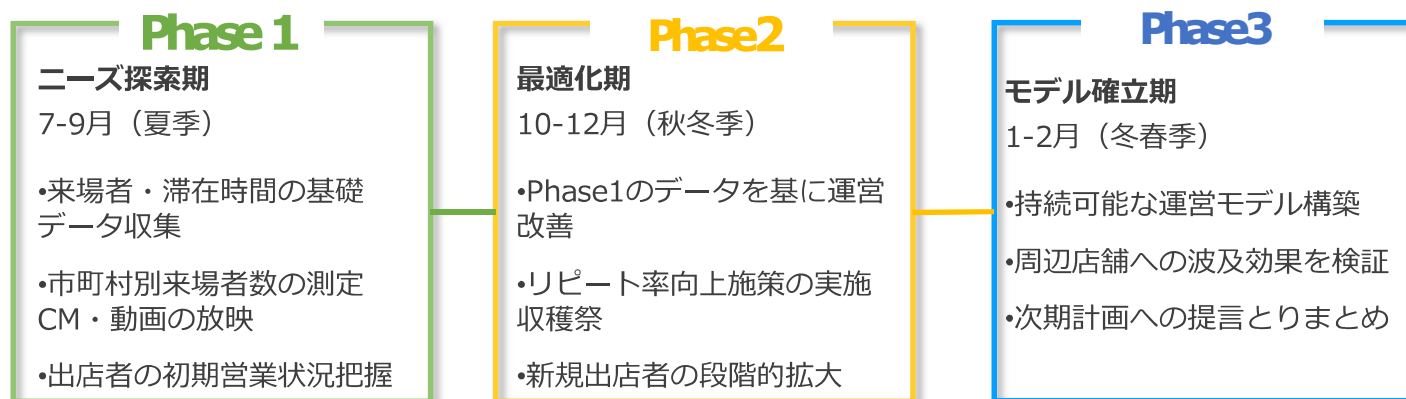 Phase 1
ニーズ探索期
7-9月（夏季）
•来場者・滞在時間の基礎
データ収集
•市町村別来場者数の測定
CM・動画の放映
•出店者の初期営業状況把握
Phase2
最適化期
10-12月（秋冬季）
•Phase1のデータを基に運営
改善
•リピート率向上施策の実施
収穫祭
•新規出店者の段階的拡大
Phase3
モデル確立期
1-2月（冬春季）
•持続可能な運営モデル構築
•周辺店舗への波及効果を検証
•次期計画への提言とりまとめ